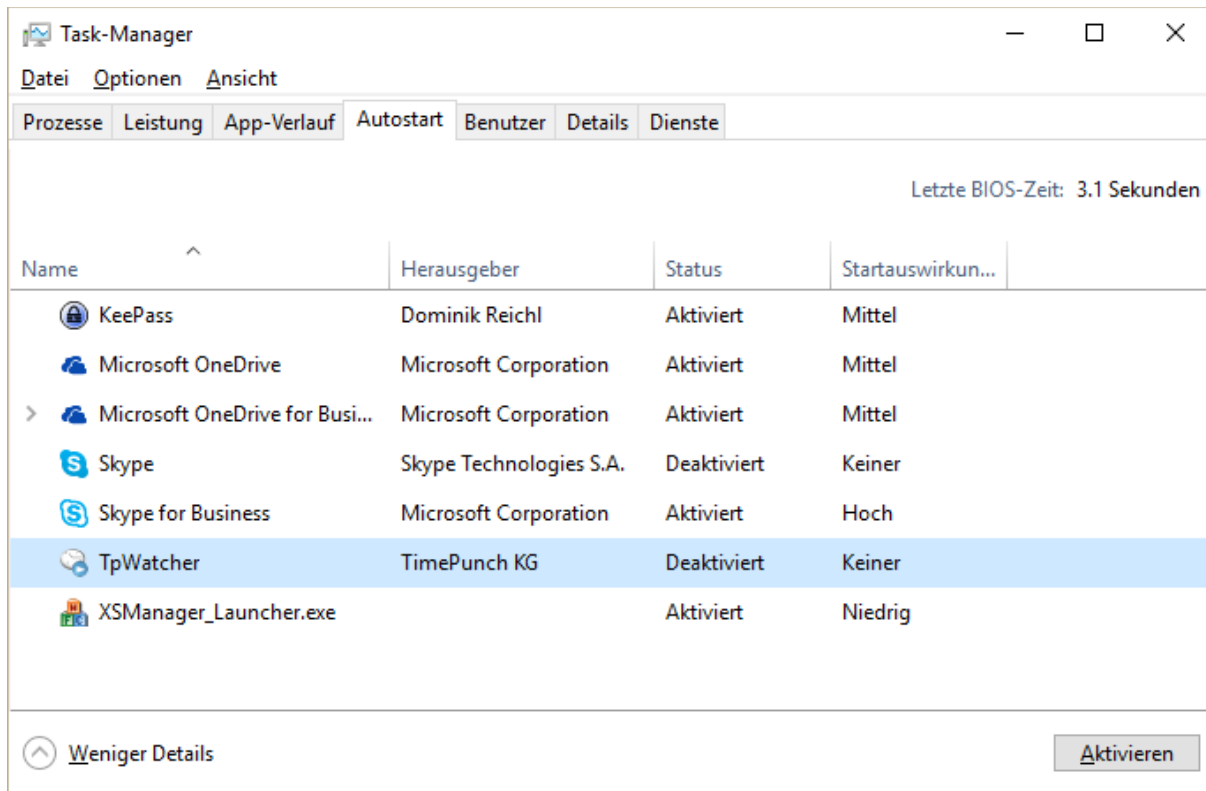 Task-Manager
Datei Optionen Ansicht
Prozesse Leistung App-Verlauf Autostart Benutzer Details Dienste
Letzte BIOS-Zeit: 3.1 Sekunden
Name Herausgeber Status Startauswirkun...
KeePass Dominik Reichl Aktiviert Mittel
Microsoft OneDrive Microsoft Corporation Aktiviert Mittel
Microsoft OneDrive for Busi... Microsoft Corporation Aktiviert Mittel
Skype Skype Technologies S.A. Deaktiviert Keiner
Skype for Business Microsoft Corporation Aktiviert Hoch
TpWatcher TimePunch KG Deaktiviert Keiner
XSManager_Launcher.exe Aktiviert Niedrig
Weniger Details Aktivieren